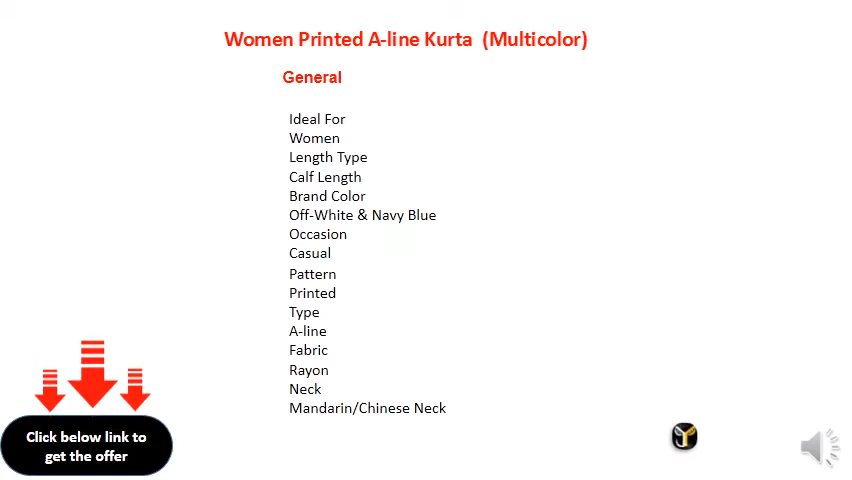 Women Printed A-line Kurta (Multicolor)
General
Ideal For
Women
Length Type
Calf Length
Brand Color
Off-White & Navy Blue
Occasion
Casual
Pattern
Printed
Type
A-line
Fabric
Rayon
Neck
Mandarin/Chinese Neck
Click below link to
get the offer